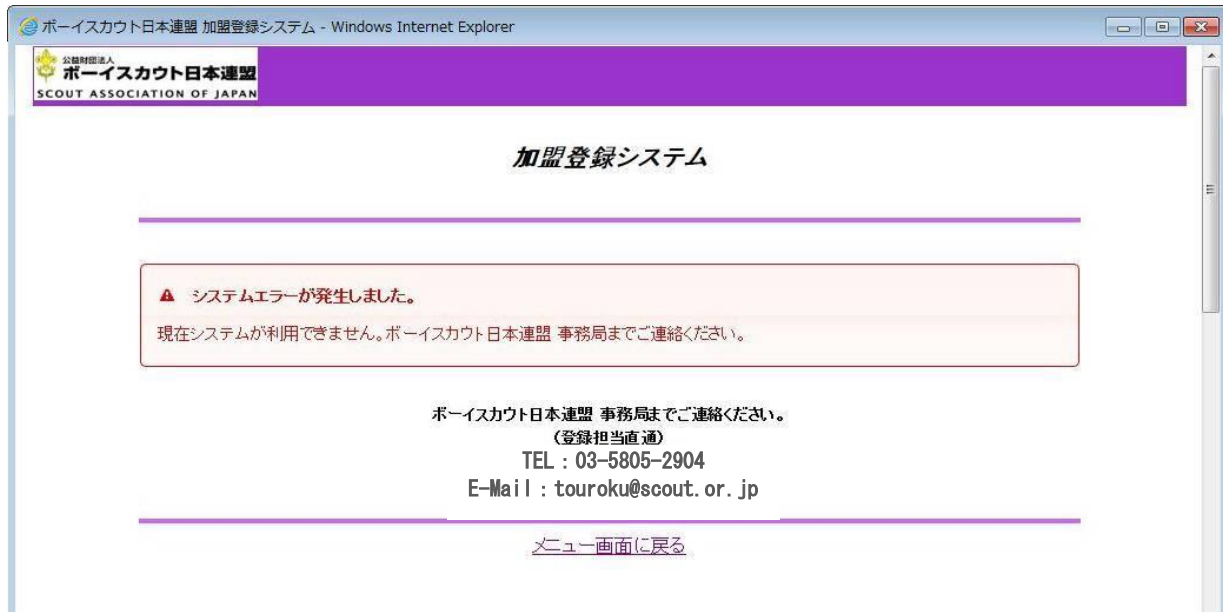 ボーイスカウト日本連盟 加盟登録システム - Windows Internet Explorer
公益財団法人
ボーイスカウト日本連盟
SCOUT ASSOCIATION OF JAPAN
加盟登録システム
システムエラーが発生しました。
現在システムが利用できません。ボーイスカウト日本連盟 事務局までご連絡ください。
ボーイスカウト日本連盟 事務局までご連絡ください。
(登録担当直通)
TEL：03-5805-2904
E-Mail：touroku@scout.or.jp
メニュー画面に戻る